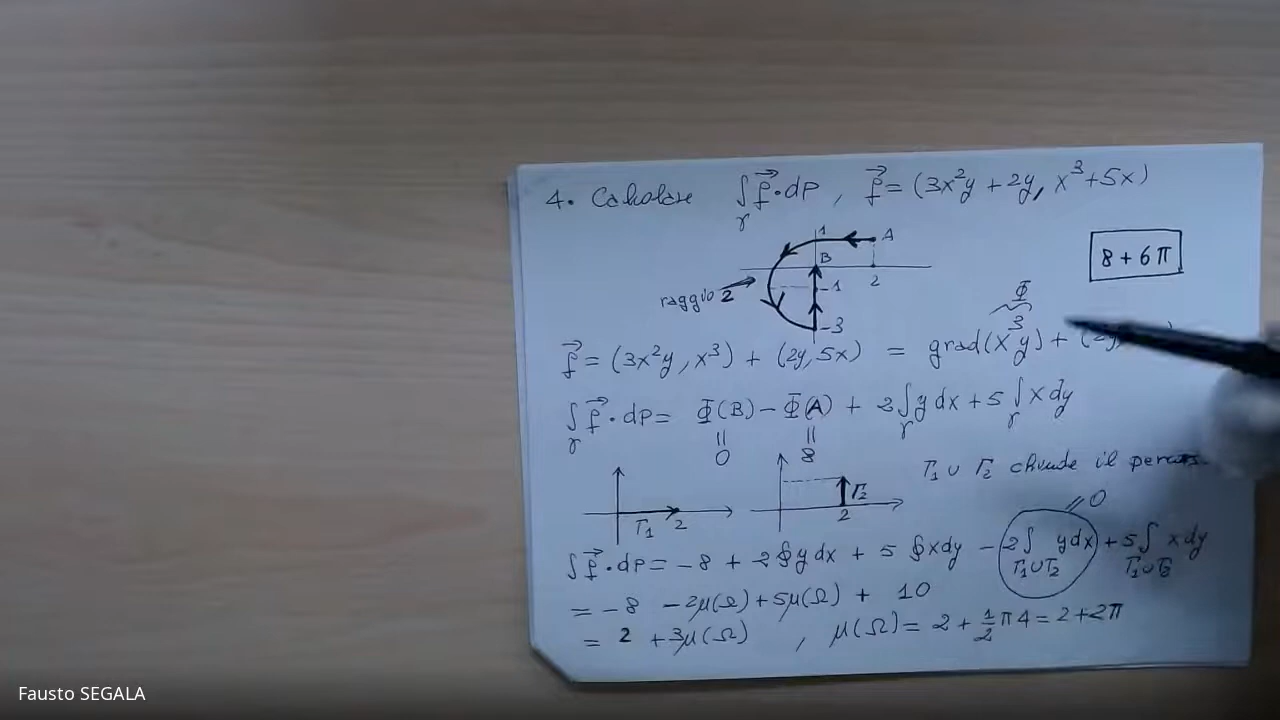 4. Calcolare ∫γ f⃗ · dP , f⃗ = (3x²y + 2y, x³ + 5x)
1 A
B
8 + 6π
raggio 2 -1 2
-3
Φ
f⃗ = (3x²y, x³) + (2y, 5x) = grad(x³y) + (2y,
∫γ f⃗ · dP = Φ(B) - Φ(A) + 2∫γ y dx + 5∫γ x dy
= 0 = 8
Γ₁ ∪ Γ₂ chiude il
Γ₁ 2 2 Γ₂
= 0
∫ f⃗ · dP = -8 + 2∮ y dx + 5∮ x dy - 2∫Γ₁∪Γ₂ y dx + 5∫Γ₁∪Γ₂ x dy
= -8 - 2μ(Ω) + 5μ(Ω) + 10
= 2 + 3μ(Ω) , μ(Ω) = 2 + ½ π 4 = 2 + 2π
Fausto SEGALA